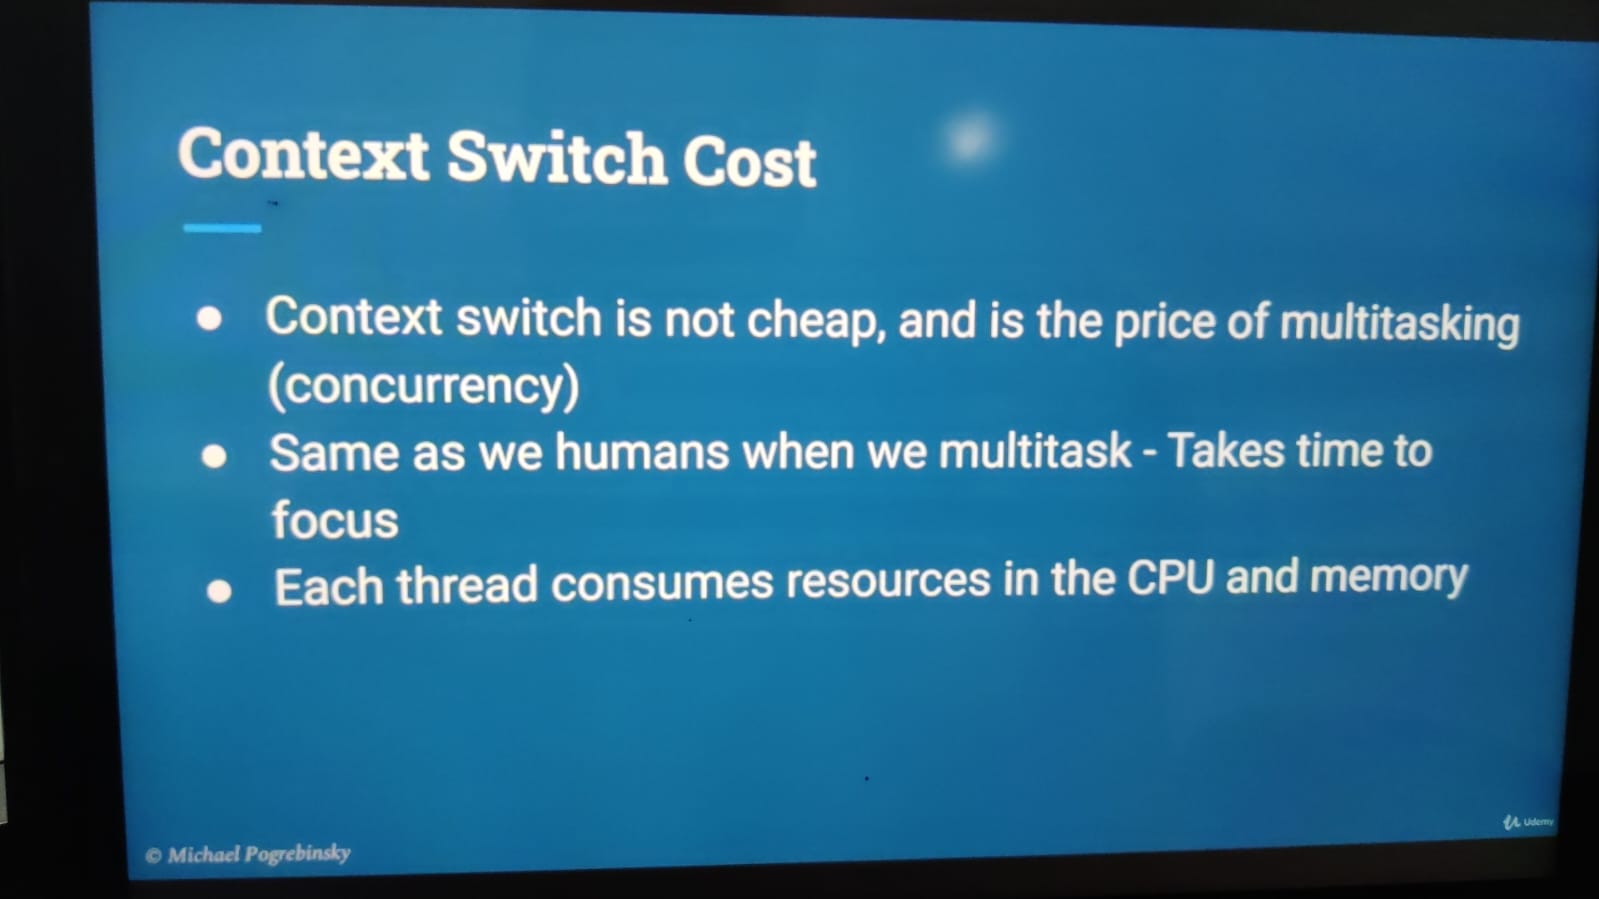 Context Switch Cost
● Context switch is not cheap, and is the price of multitasking
(concurrency)
● Same as we humans when we multitask - Takes time to
focus
● Each thread consumes resources in the CPU and memory
Udemy
© Michael Pogrebinsky